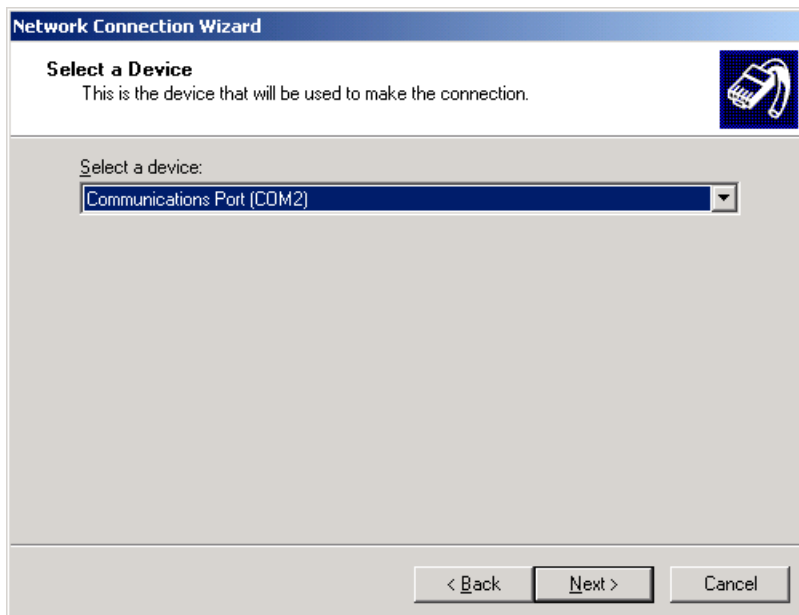 Network Connection Wizard
Select a Device
This is the device that will be used to make the connection.
Select a device:
Communications Port (COM2)
< Back Next > Cancel